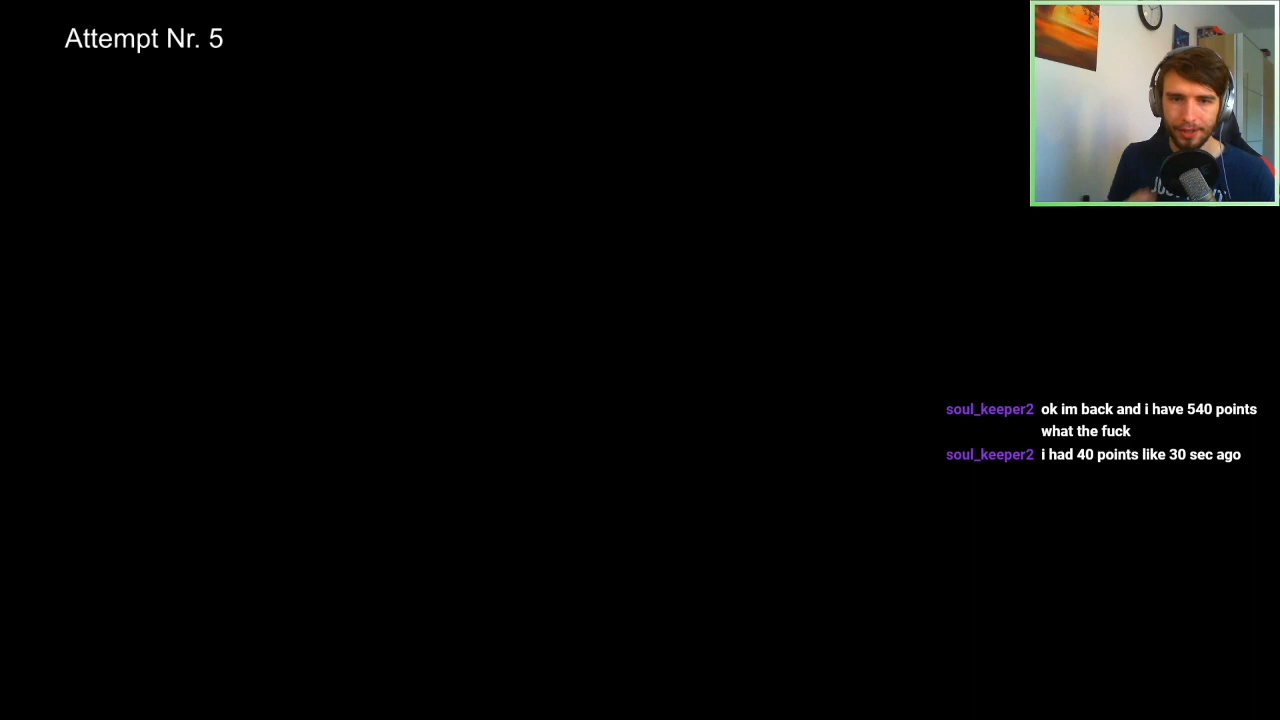 Attempt Nr. 5
soul_keeper2 ok im back and i have 540 points
what the fuck
soul_keeper2 i had 40 points like 30 sec ago